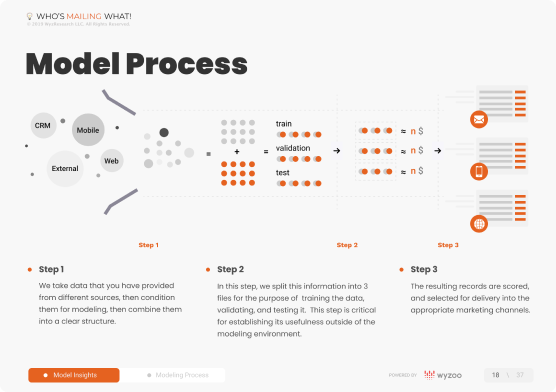 WHO'S MAILING WHAT!
© 2019 WonResearch LLC. All Rights Reserved.
Model Process
CRM
Mobile
External
Web
=
+
=
train
validation
test
≈ n $
≈ n $
≈ n $
Step 1
Step 2
Step 3
Step 1
We take data that you have provided
from different sources, then condition
them for modeling, then combine them
into a clear structure.
Step 2
In this step, we split this information into 3
files for the purpose of training the data,
validating, and testing it. This step is critical
for establishing its usefulness outside of the
modeling environment.
Step 3
The resulting records are scored,
and selected for delivery into the
appropriate marketing channels.
Model Insights
Modeling Process
POWERED BY wyzoo
18 \ 37